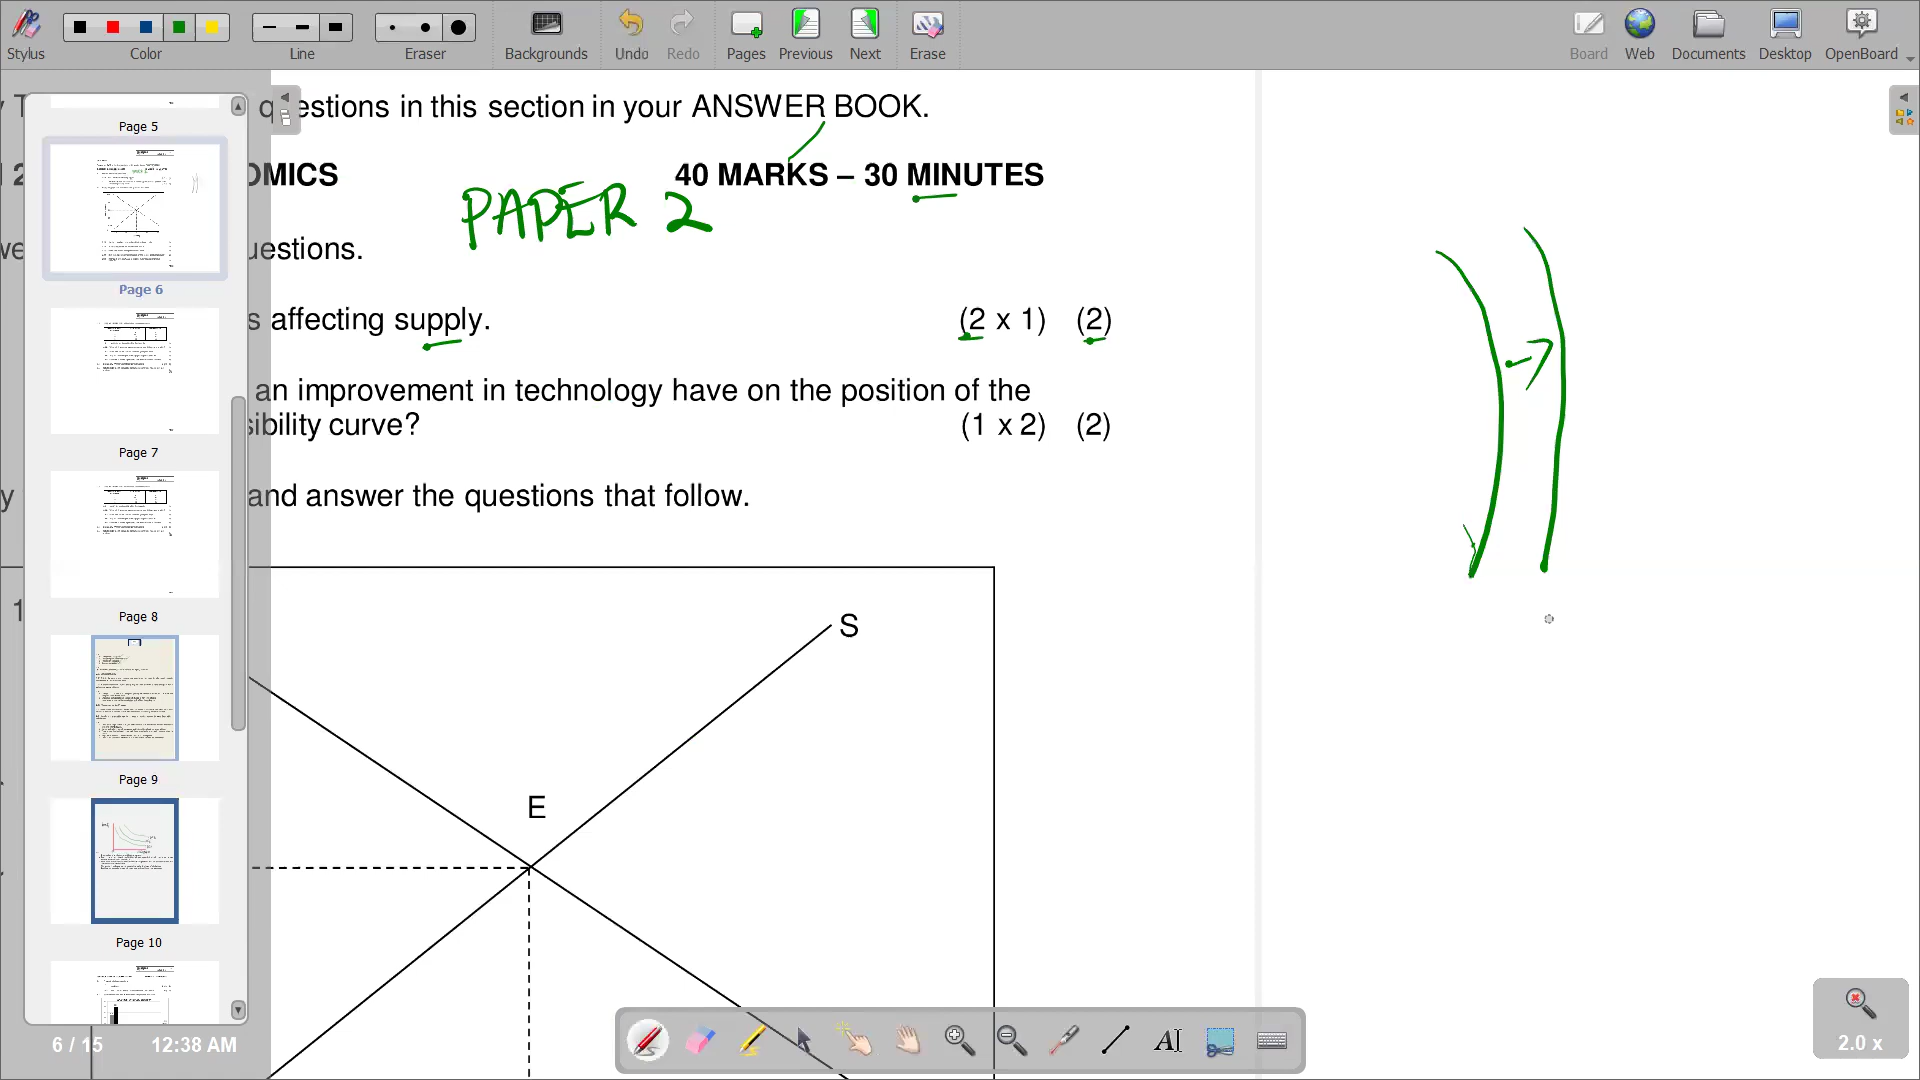 Stylus Color Line Eraser Backgrounds Undo Redo Pages Previous Next Erase Board Web Documents Desktop OpenBoard
questions in this section in your ANSWER BOOK.
OMICS 40 MARKS – 30 MINUTES
PAPER 2
uestions.
s affecting supply. (2 x 1) (2)
an improvement in technology have on the position of the
sibility curve? (1 x 2) (2)
y and answer the questions that follow.
S
E
Page 5
Page 6
Page 7
Page 8
Page 9
Page 10
6 / 15 12:38 AM
2.0 x